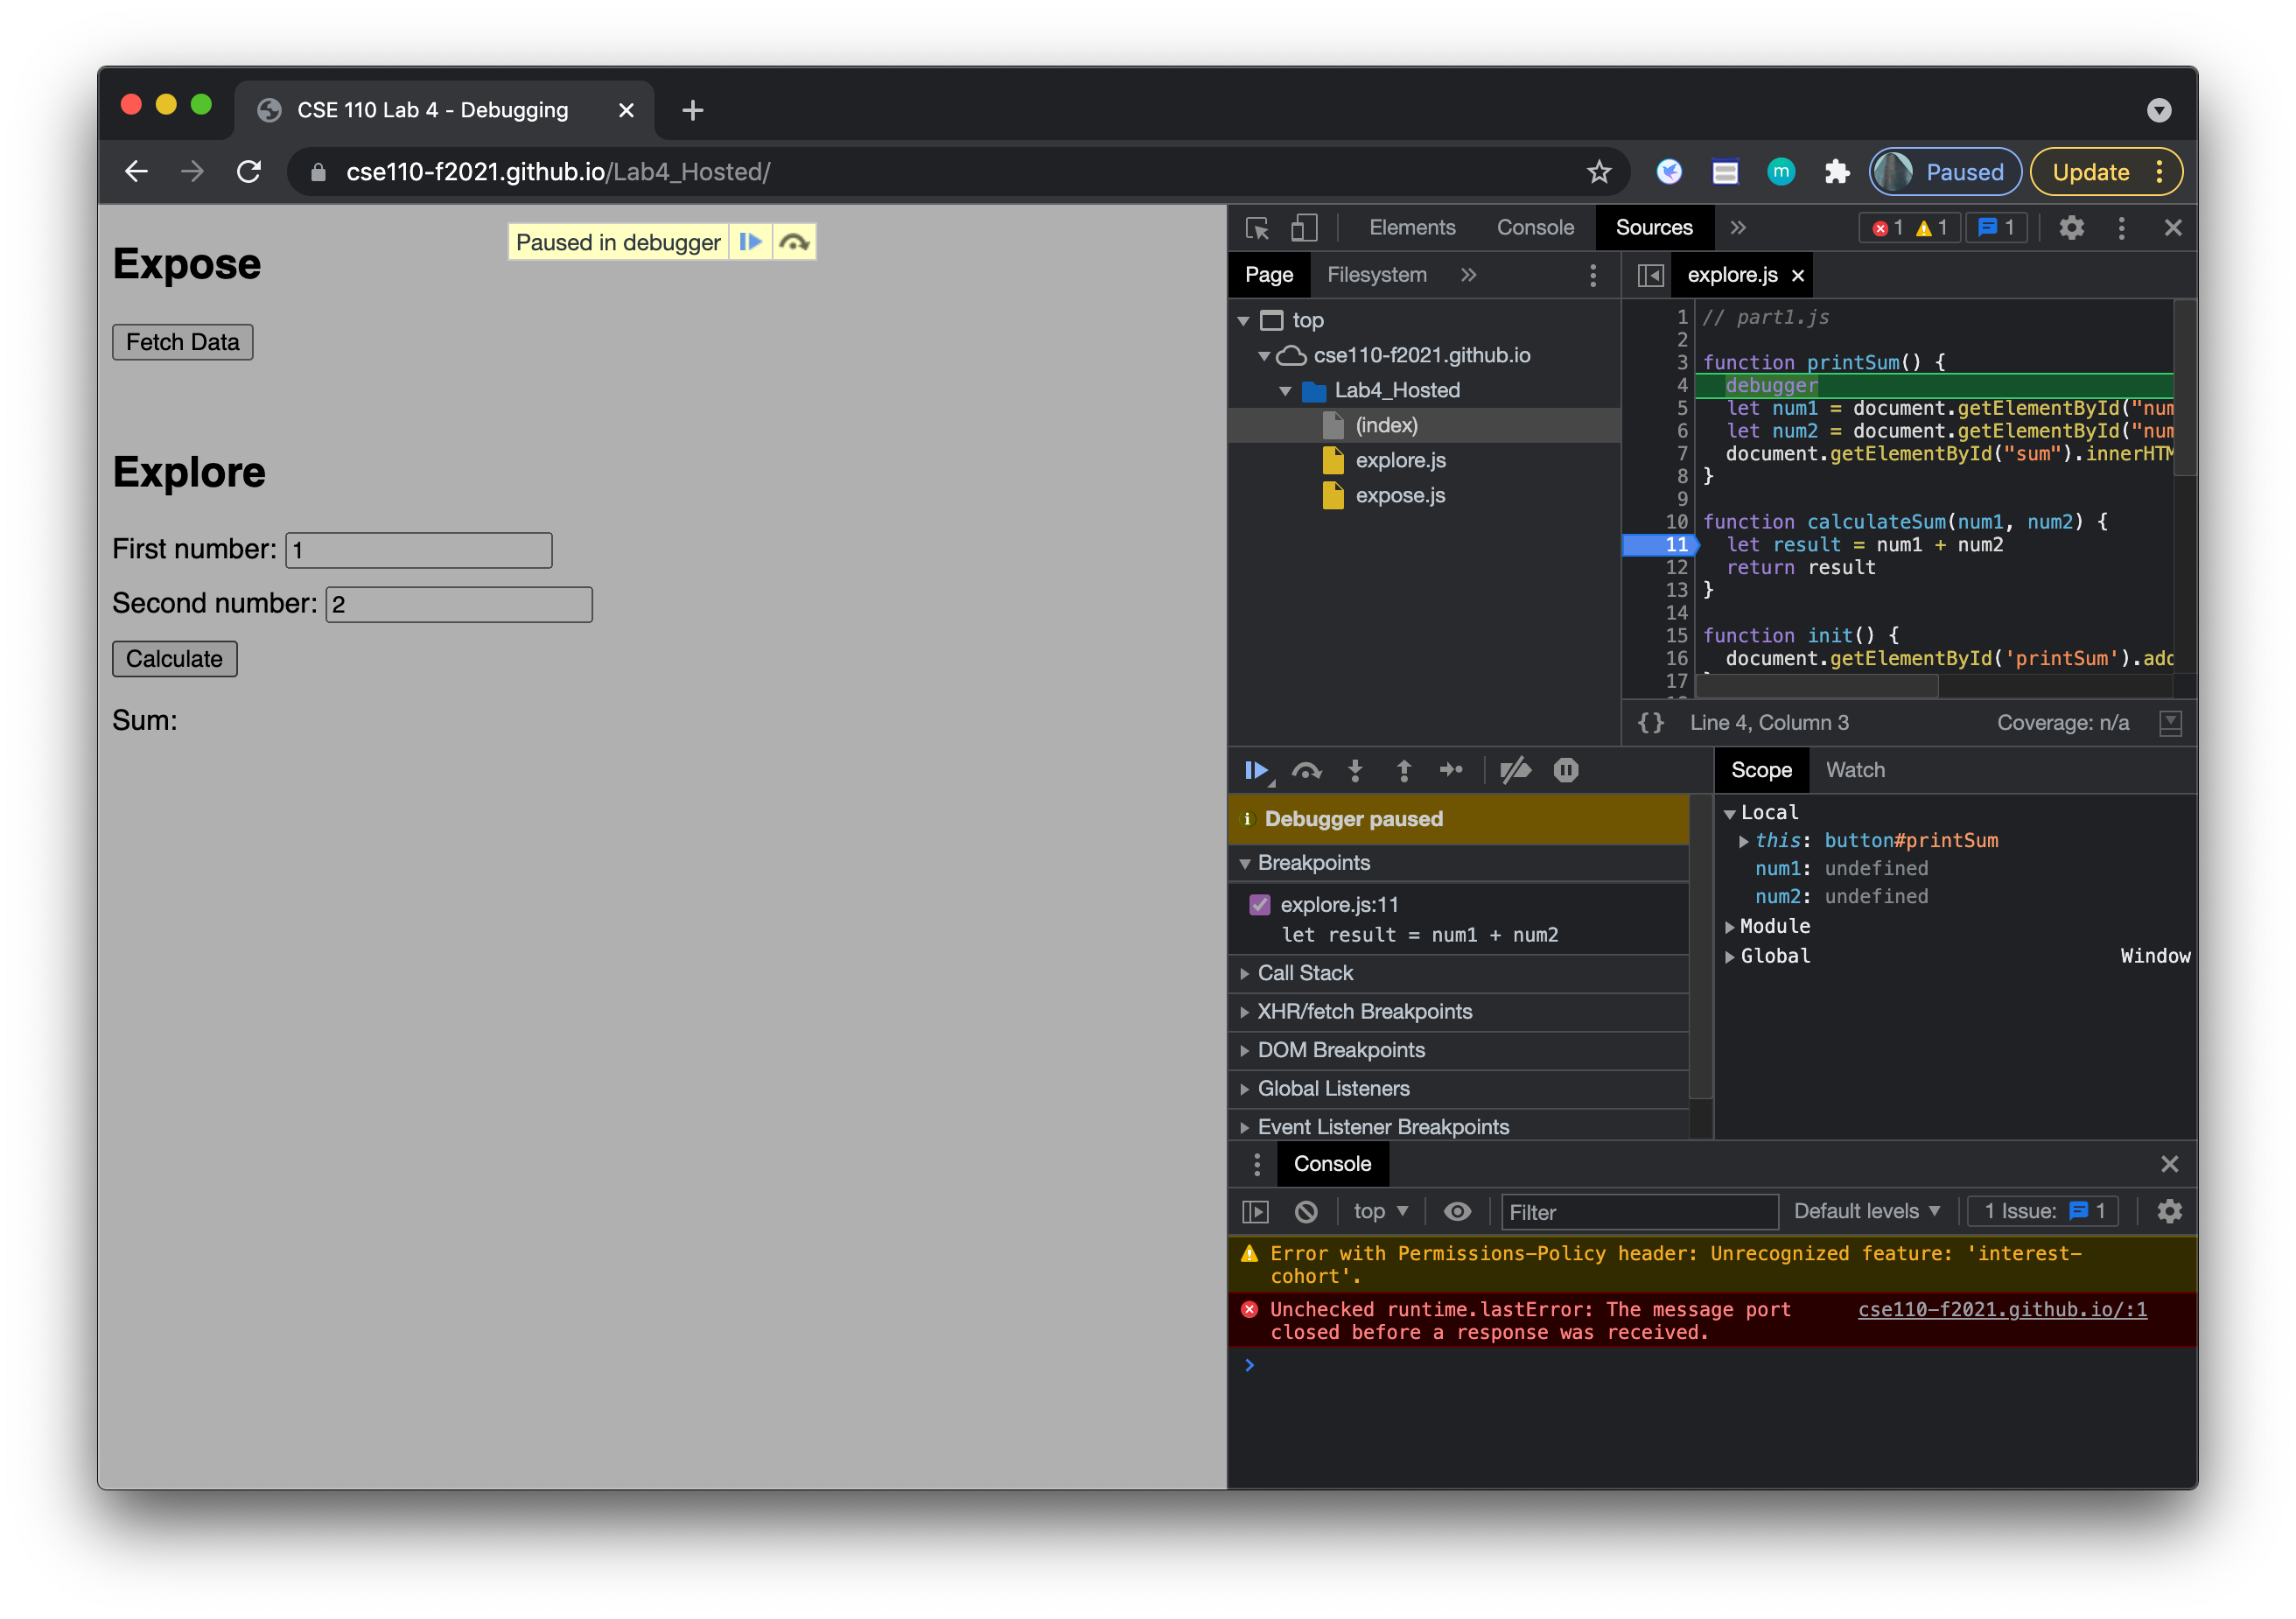 CSE 110 Lab 4 - Debugging
cse110-f2021.github.io/Lab4_Hosted/
m
Paused
Update
Expose
Paused in debugger
Fetch Data
Explore
First number: 1
Second number: 2
Calculate
Sum:
Elements
Console
Sources
1
1
1
Page
Filesystem
top
cse110-f2021.github.io
Lab4_Hosted
(index)
explore.js
expose.js
explore.js
1 // part1.js
2
3 function printSum() {
4 debugger
5 let num1 = document.getElementById("num
6 let num2 = document.getElementById("num
7 document.getElementById("sum").innerHTM
8 }
9
10 function calculateSum(num1, num2) {
11 let result = num1 + num2
12 return result
13 }
14
15 function init() {
16 document.getElementById('printSum').add
17
{} Line 4, Column 3
Coverage: n/a
Debugger paused
Breakpoints
explore.js:11
let result = num1 + num2
Call Stack
XHR/fetch Breakpoints
DOM Breakpoints
Global Listeners
Event Listener Breakpoints
Scope
Watch
Local
this: button#printSum
num1: undefined
num2: undefined
Module
Global
Window
Console
top
Filter
Default levels
1 Issue: 1
Error with Permissions-Policy header: Unrecognized feature: 'interest-
cohort'.
Unchecked runtime.lastError: The message port
cse110-f2021.github.io/:1
closed before a response was received.